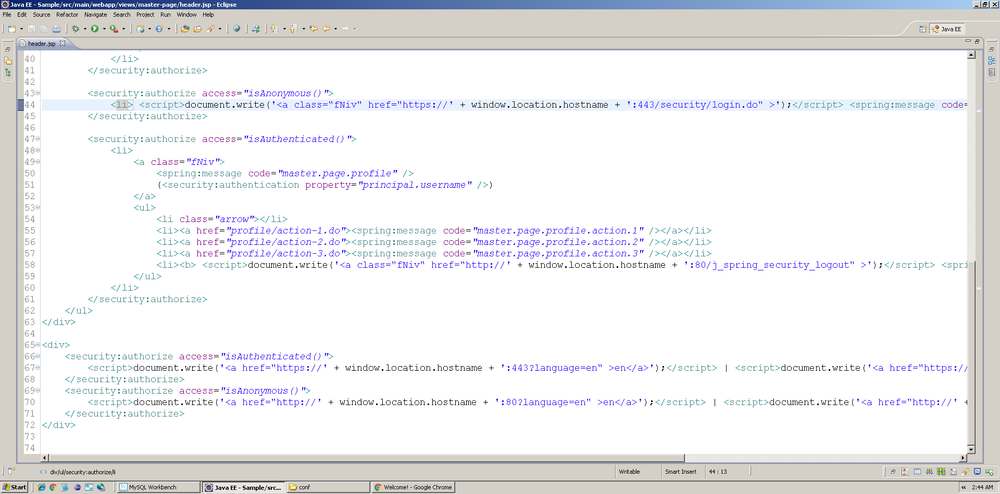 Java EE - Sample/src/main/webapp/views/master-page/header.jsp - Eclipse
File Edit Source Refactor Navigate Search Project Run Window Help
Java EE
header.jsp
40 </li>
41 </security:authorize>
42
43 <security:authorize access="isAnonymous()">
44 <li> <script>document.write('<a class="fNiv" href="https://' + window.location.hostname + ':443/security/login.do" >');</script> <spring:message code=
45 </security:authorize>
46
47 <security:authorize access="isAuthenticated()">
48 <li>
49 <a class="fNiv">
50 <spring:message code="master.page.profile" />
51 (<security:authentication property="principal.username" />)
52 </a>
53 <ul>
54 <li class="arrow"></li>
55 <li><a href="profile/action-1.do"><spring:message code="master.page.profile.action.1" /></a></li>
56 <li><a href="profile/action-2.do"><spring:message code="master.page.profile.action.2" /></a></li>
57 <li><a href="profile/action-3.do"><spring:message code="master.page.profile.action.3" /></a></li>
58 <li><b> <script>document.write('<a class="fNiv" href="http://' + window.location.hostname + ':80/j_spring_security_logout" >');</script> <spri
59 </ul>
60 </li>
61 </security:authorize>
62 </ul>
63 </div>
64
65 <div>
66 <security:authorize access="isAuthenticated()">
67 <script>document.write('<a href="https://' + window.location.hostname + ':443?language=en" >en</a>');</script> | <script>document.write('<a href="https://
68 </security:authorize>
69 <security:authorize access="isAnonymous()">
70 <script>document.write('<a href="http://' + window.location.hostname + ':80?language=en" >en</a>');</script> | <script>document.write('<a href="http://' +
71 </security:authorize>
72 </div>
73
74
<> div/ul/security:authorize/li Writable Smart Insert 44 : 13
Start MySQL Workbench Java EE - Sample/src... conf Welcome! - Google Chrome « 2:44 AM